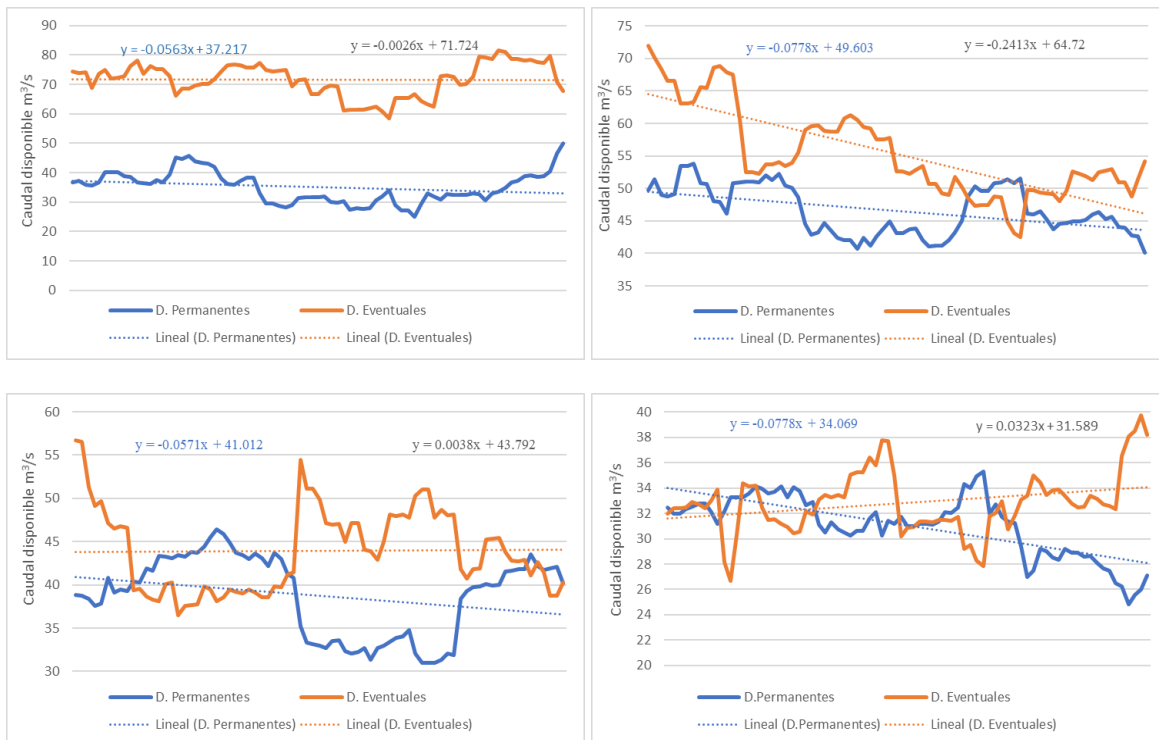 y = -0.0563x + 37.217
y = -0.0026x + 71.724
Caudal disponible m³/s
90
80
70
60
50
40
30
20
10
0
D. Permanentes
D. Eventuales
Lineal (D. Permanentes)
Lineal (D. Eventuales)
y = -0.0778x + 49.603
y = -0.2413x + 64.72
Caudal disponible m³/s
75
70
65
60
55
50
45
40
35
D. Permanentes
D. Eventuales
Lineal (D. Permanentes)
Lineal (D. Eventuales)
y = -0.0571x + 41.012
y = 0.0038x + 43.792
Caudal disponible m³/s
60
55
50
45
40
35
30
D. Permanentes
D. Eventuales
Lineal (D. Permanentes)
Lineal (D. Eventuales)
y = -0.0778x + 34.069
y = 0.0323x + 31.589
Caudal disponible m³/s
40
38
36
34
32
30
28
26
24
22
20
D.Permanentes
D. Eventuales
Lineal (D.Permanentes)
Lineal (D. Eventuales)